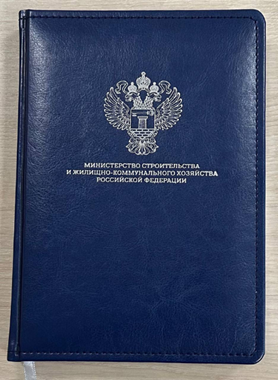 МИНИСТЕРСТВО СТРОИТЕЛЬСТВА
И ЖИЛИЩНО-КОММУНАЛЬНОГО ХОЗЯЙСТВА
РОССИЙСКОЙ ФЕДЕРАЦИИ